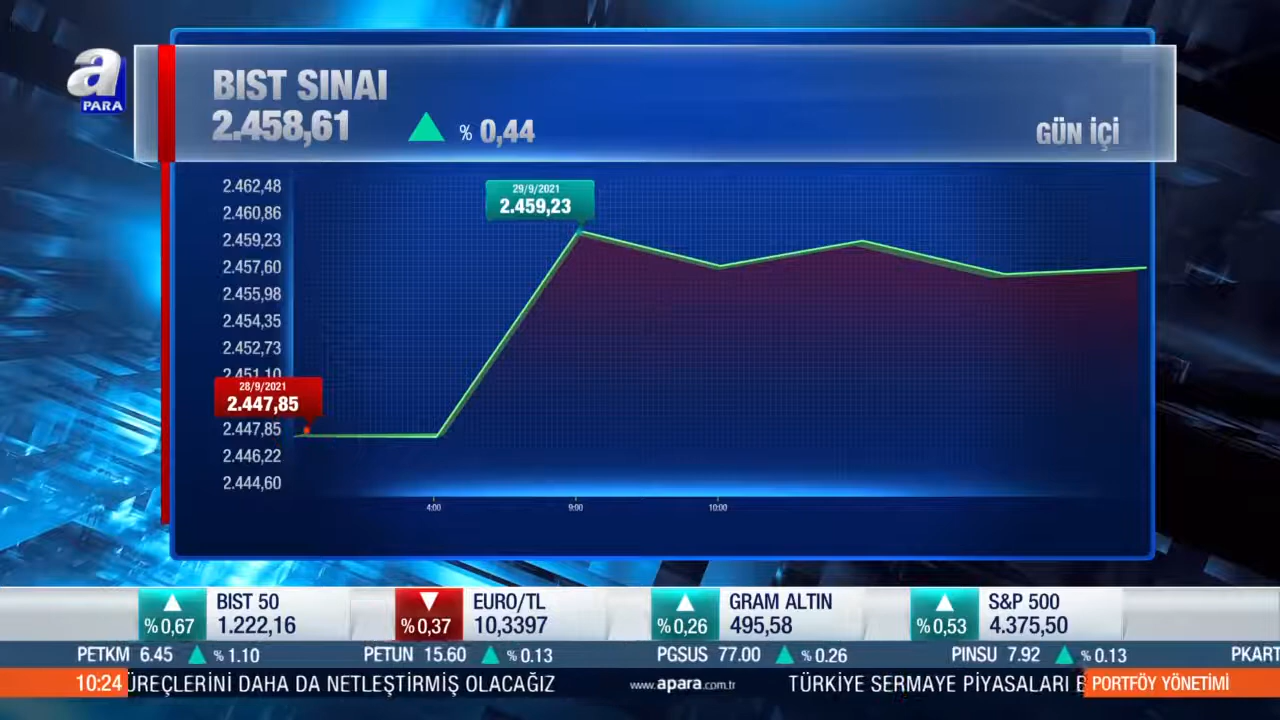 a
PARA
BIST SINAI
2.458,61 % 0,44
GÜN İÇİ
2.462,48
2.460,86
2.459,23
2.457,60
2.455,98
2.454,35
2.452,73
2.451,10
2.447,85
2.446,22
2.444,60
29/9/2021
2.459,23
28/9/2021
2.447,85
4:00 9:00 10:00
% 0,67 BIST 50 1.222,16
% 0,37 EURO/TL 10,3397
% 0,26 GRAM ALTIN 495,58
% 0,53 S&P 500 4.375,50
PETKM 6.45 % 1.10 PETUN 15.60 % 0.13 PGSUS 77.00 % 0.26 PINSU 7.92 % 0.13 PKART
10:24 ÜREÇLERİNİ DAHA DA NETLEŞTİRMİŞ OLACAĞIZ www.apara.com.tr TÜRKİYE SERMAYE PİYASALARI PORTFÖY YÖNETİMİ